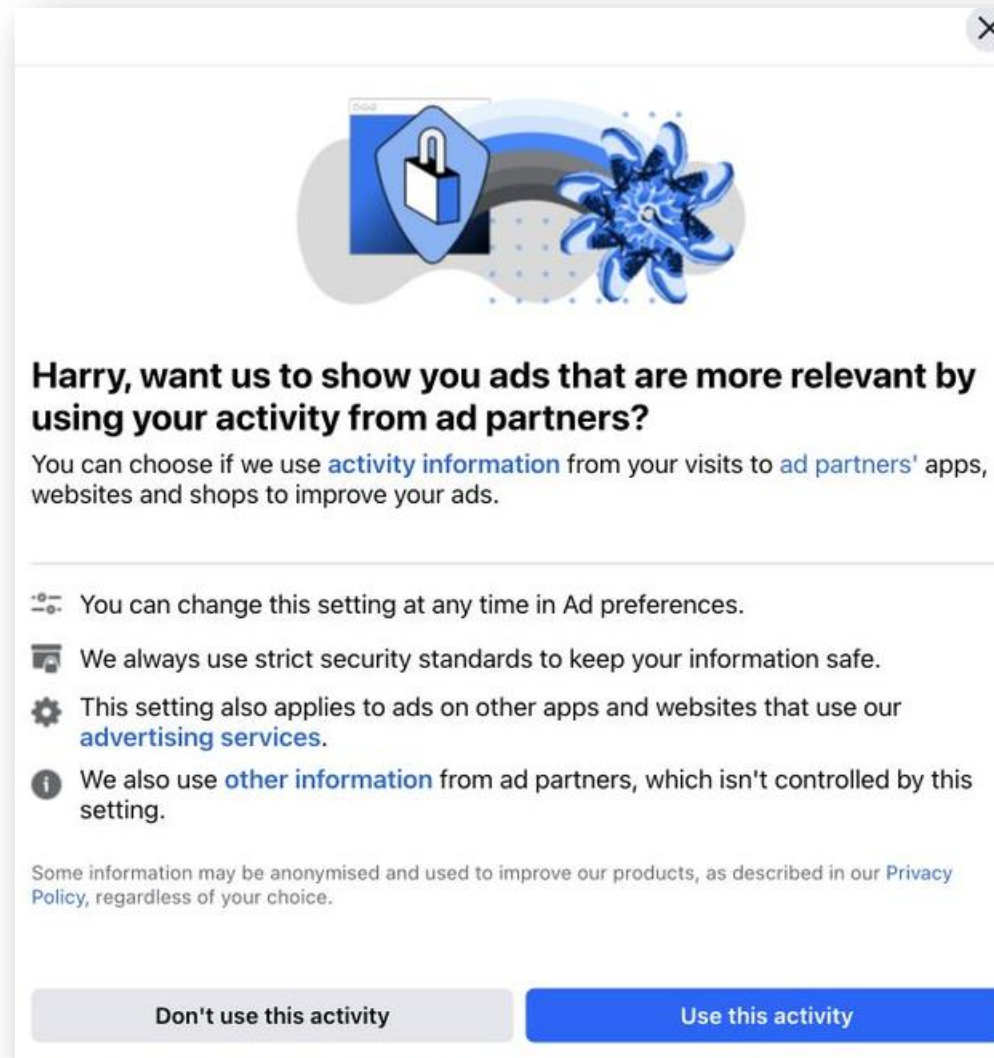 Harry, want us to show you ads that are more relevant by
using your activity from ad partners?
You can choose if we use activity information from your visits to ad partners' apps,
websites and shops to improve your ads.
You can change this setting at any time in Ad preferences.
We always use strict security standards to keep your information safe.
This setting also applies to ads on other apps and websites that use our
advertising services.
We also use other information from ad partners, which isn't controlled by this
setting.
Some information may be anonymised and used to improve our products, as described in our Privacy
Policy, regardless of your choice.
Don't use this activity
Use this activity